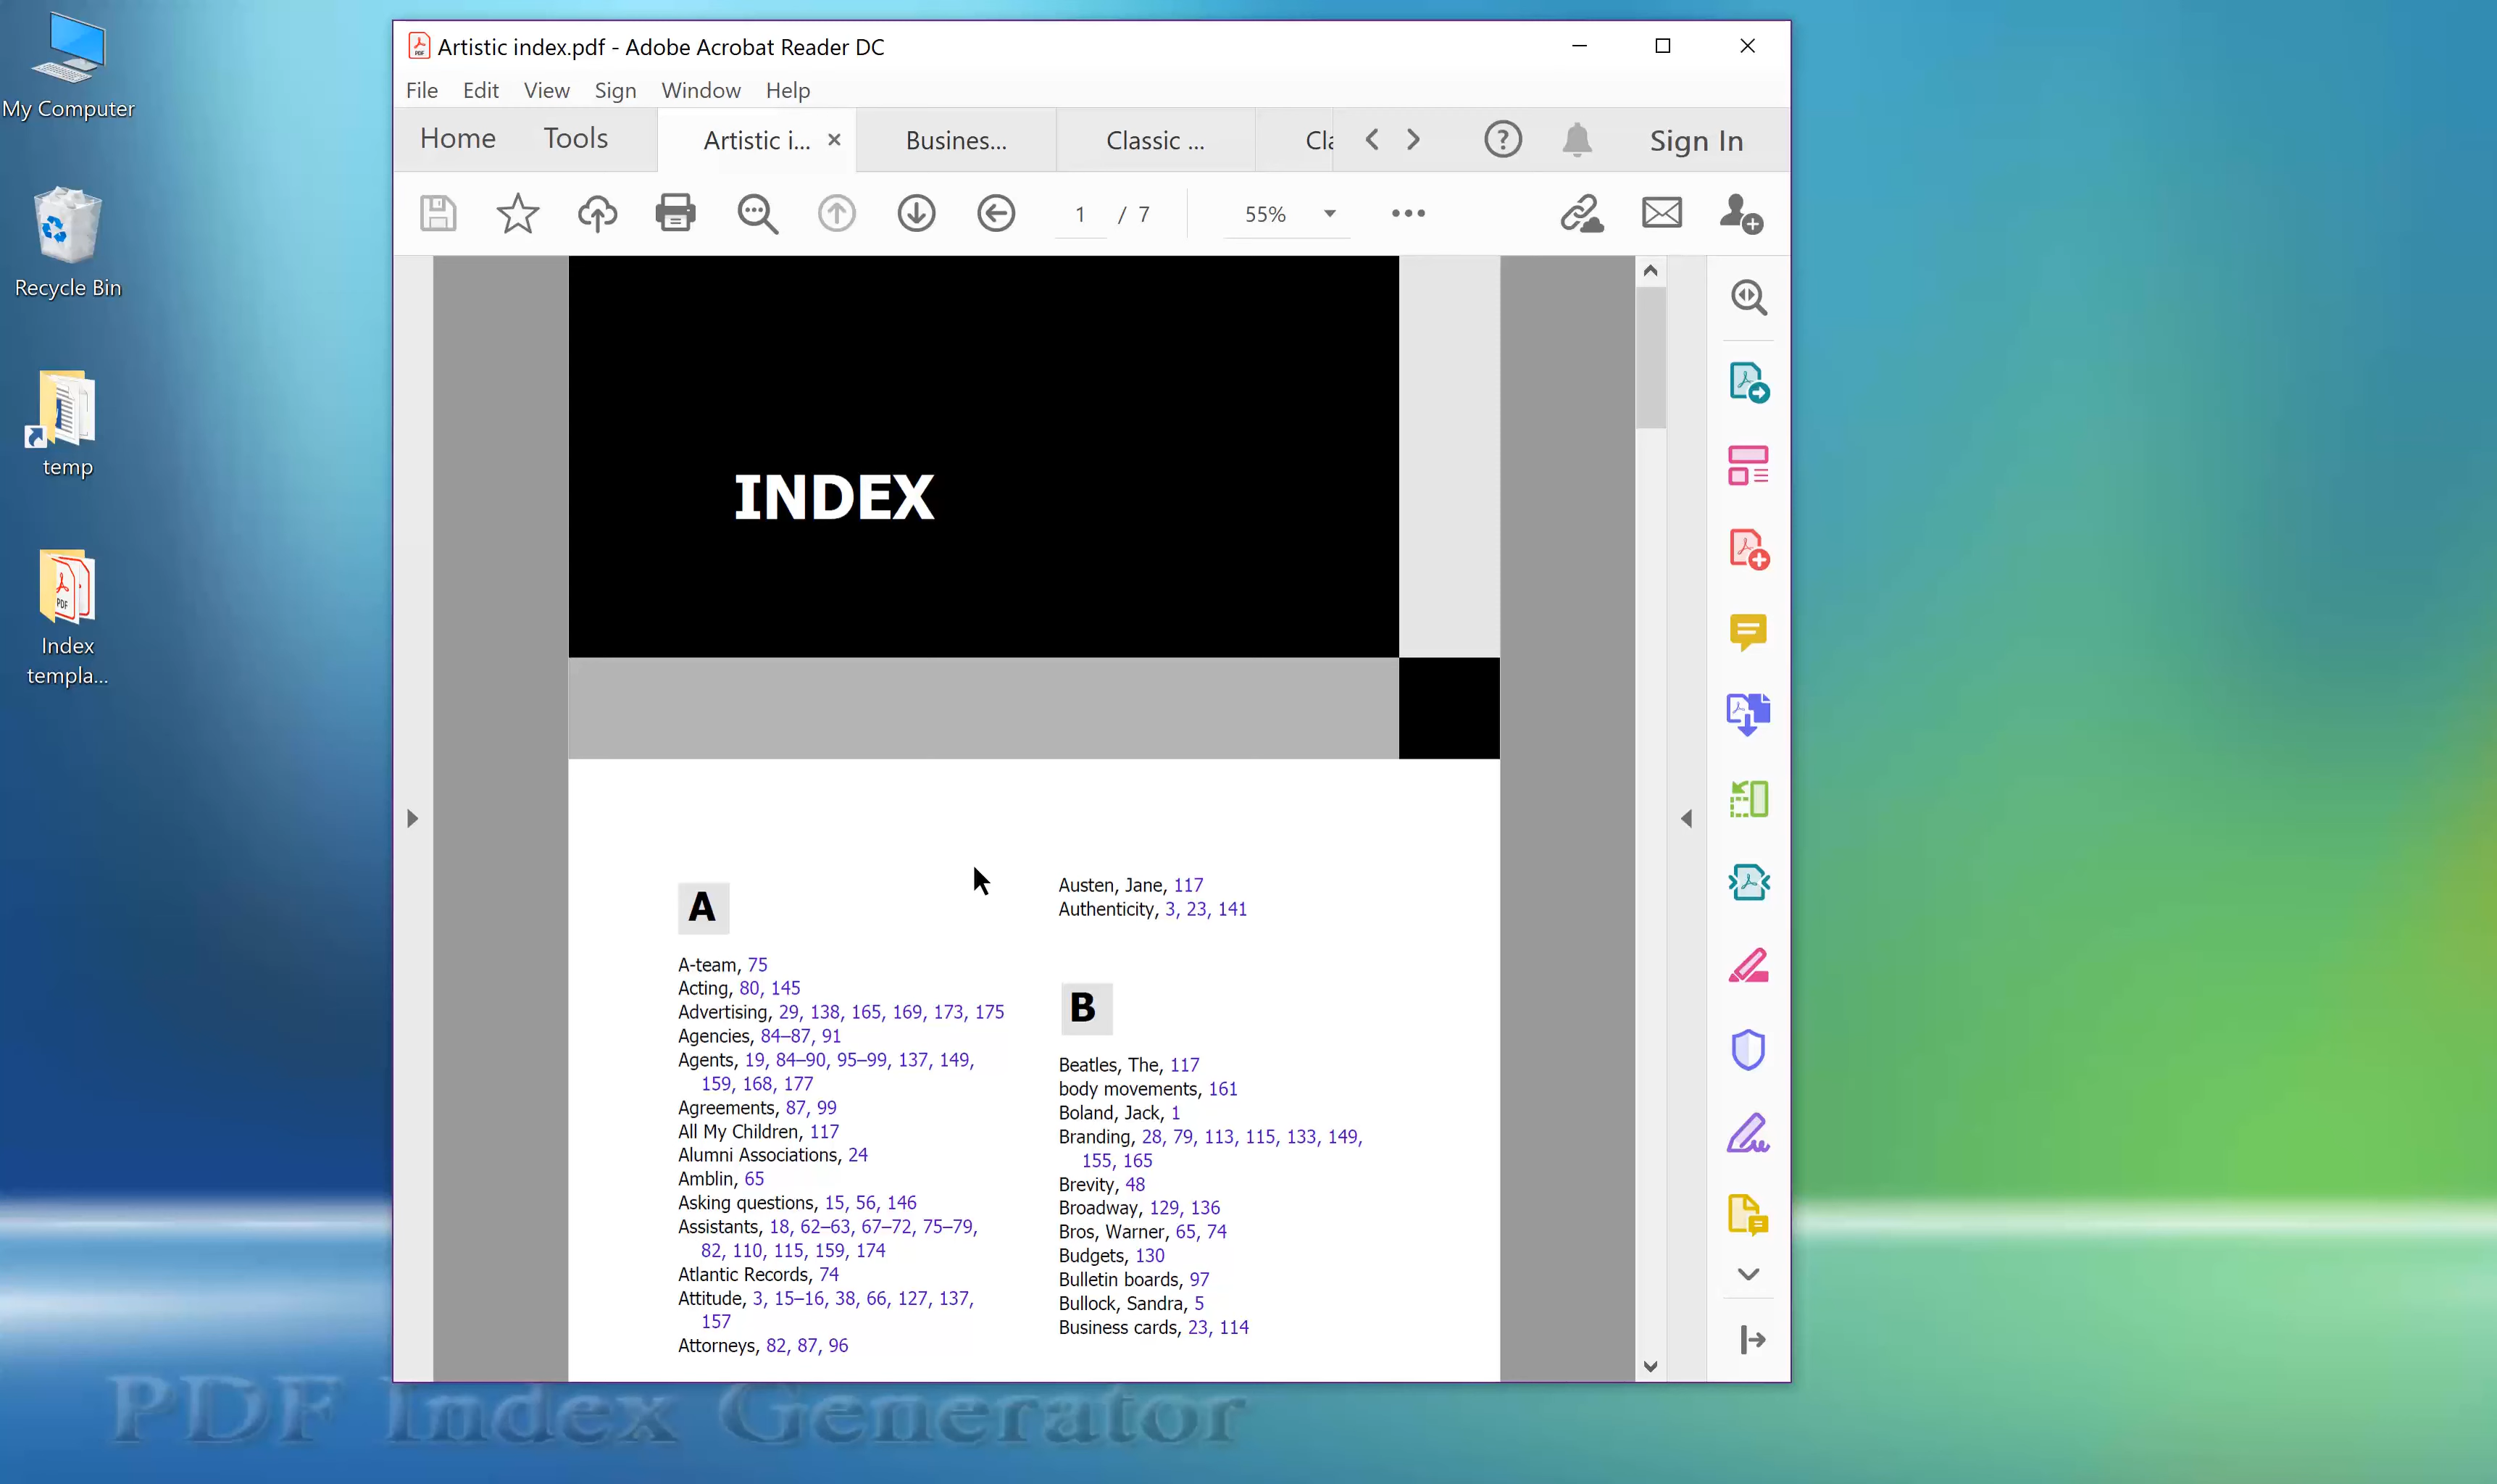 My Computer
Recycle Bin
temp
PDF
Index
templa...
PDF
Artistic index.pdf - Adobe Acrobat Reader DC
File Edit View Sign Window Help
Home Tools Artistic i... Busines... Classic ... Cla Sign In
1 / 7 55%
INDEX
A
A-team, 75
Acting, 80, 145
Advertising, 29, 138, 165, 169, 173, 175
Agencies, 84–87, 91
Agents, 19, 84–90, 95–99, 137, 149,
159, 168, 177
Agreements, 87, 99
All My Children, 117
Alumni Associations, 24
Amblin, 65
Asking questions, 15, 56, 146
Assistants, 18, 62–63, 67–72, 75–79,
82, 110, 115, 159, 174
Atlantic Records, 74
Attitude, 3, 15–16, 38, 66, 127, 137,
157
Attorneys, 82, 87, 96
Austen, Jane, 117
Authenticity, 3, 23, 141
B
Beatles, The, 117
body movements, 161
Boland, Jack, 1
Branding, 28, 79, 113, 115, 133, 149,
155, 165
Brevity, 48
Broadway, 129, 136
Bros, Warner, 65, 74
Budgets, 130
Bulletin boards, 97
Bullock, Sandra, 5
Business cards, 23, 114
PDF Index Generator